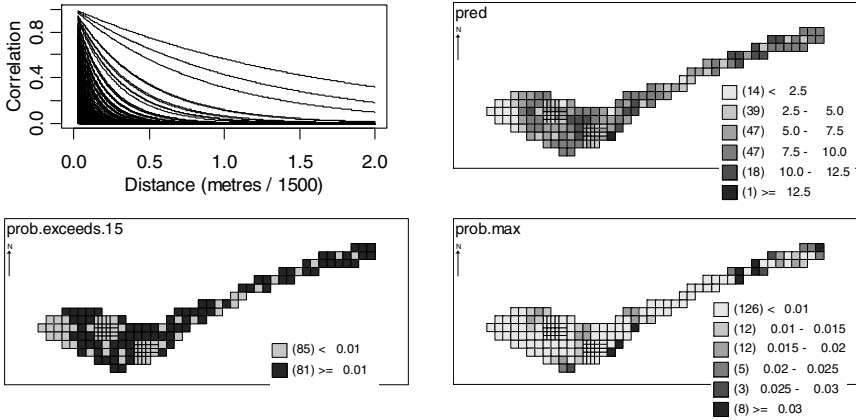 Correlation
0.0 0.4 0.8
0.0 0.5 1.0 1.5 2.0
Distance (metres / 1500)
pred
N
(14) < 2.5
(39) 2.5 - 5.0
(47) 5.0 - 7.5
(47) 7.5 - 10.0
(18) 10.0 - 12.5
(1) >= 12.5
prob.exceeds.15
N
(85) < 0.01
(81) >= 0.01
prob.max
N
(126) < 0.01
(12) 0.01 - 0.015
(12) 0.015 - 0.02
(5) 0.02 - 0.025
(3) 0.025 - 0.03
(8) >= 0.03